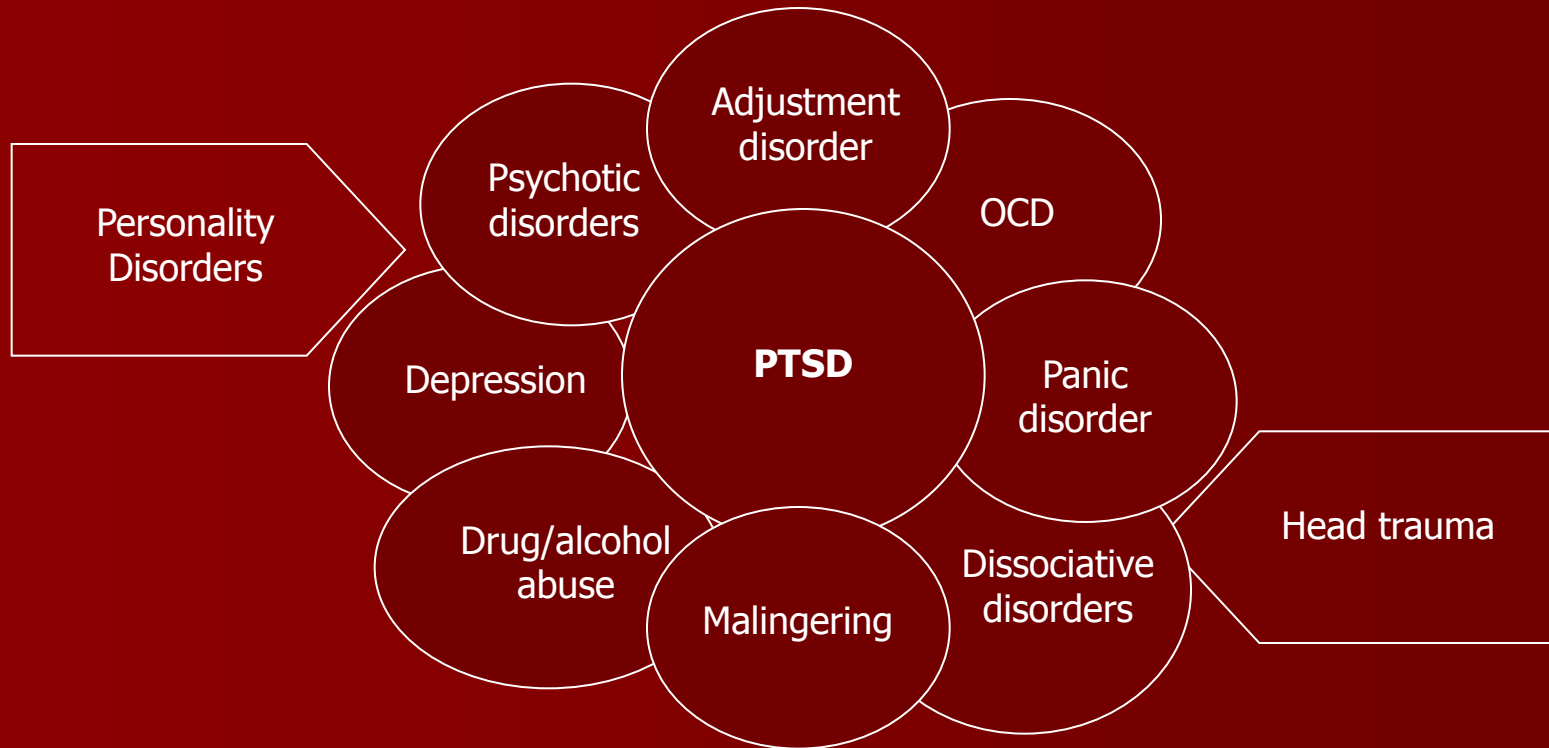 Adjustment
disorder
Psychotic
disorders
OCD
Personality
Disorders
Depression
PTSD
Panic
disorder
Drug/alcohol
abuse
Malingering
Dissociative
disorders
Head trauma